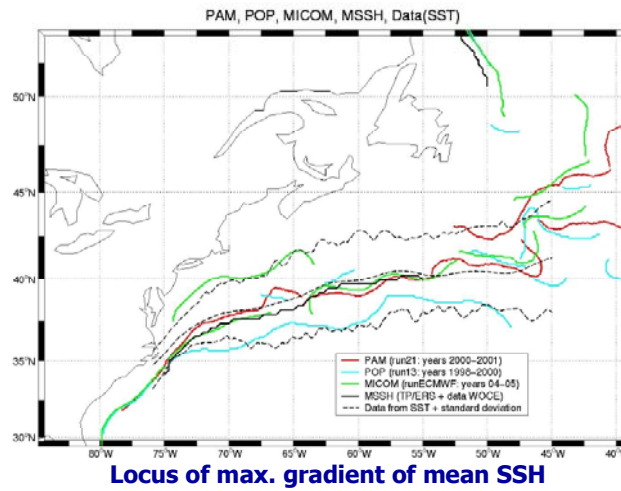 PAM, POP, MICOM, MSSH, Data(SST)
50°N
45°N
40°N
35°N
30°N
PAM (run21: years 2000–2001)
POP (run13: years 1998–2000)
MICOM (runECMWF: years 04–05)
MSSH (TP/ERS + data WOCE)
Data from SST + standard deviation
80°W 75°W 70°W 65°W 60°W 55°W 50°W 45°W 40°W
Locus of max. gradient of mean SSH